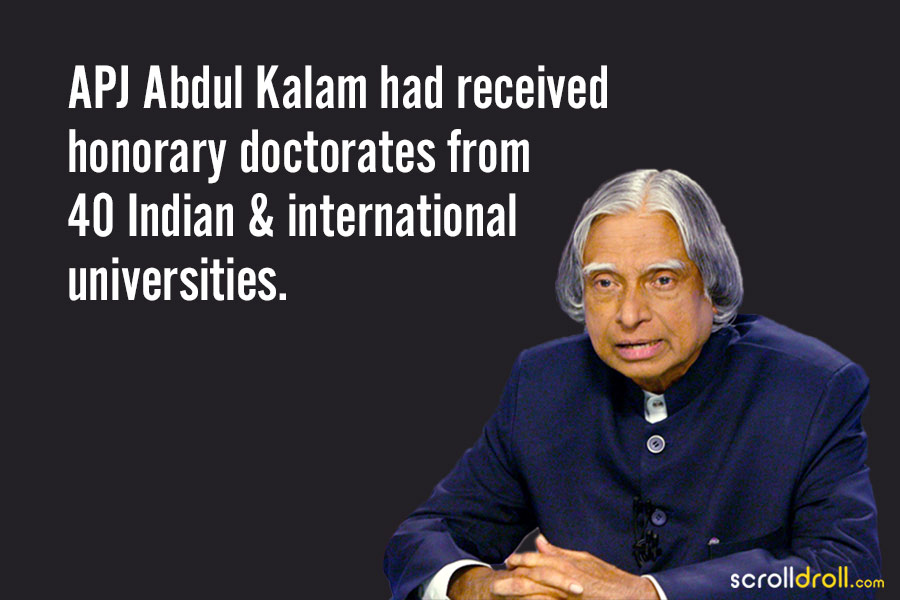 APJ Abdul Kalam had received
honorary doctorates from
40 Indian & international
universities.
scrolldroll.com